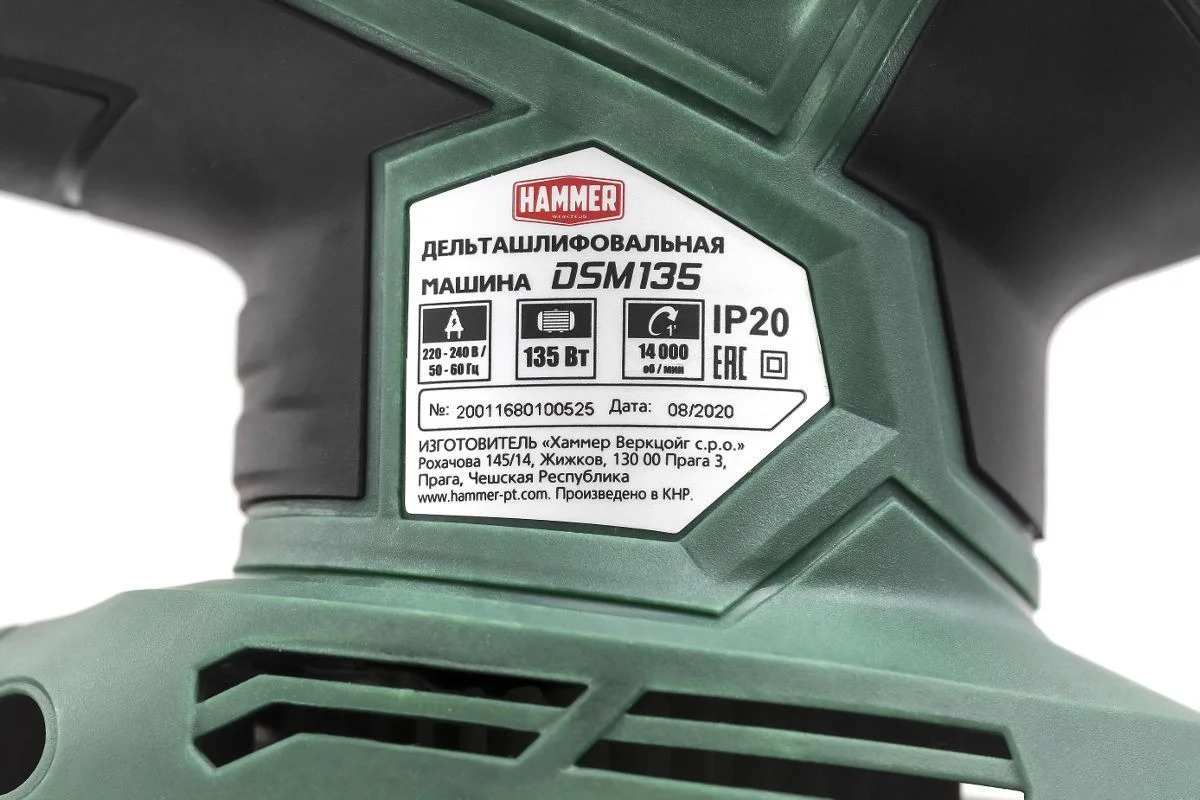 HAMMER
WERKZEUG
ДЕЛЬТАШЛИФОВАЛЬНАЯ
МАШИНА DSM135
220 - 240 В /
50 - 60 Гц
135 Вт
1'
14 000
об / мин
IP20
EAC
№: 20011680100525 Дата: 08/2020
ИЗГОТОВИТЕЛЬ «Хаммер Веркцойг с.р.о.»
Рохачова 145/14, Жижков, 130 00 Прага 3,
Прага, Чешская Республика
www.hammer-pt.com. Произведено в КНР.